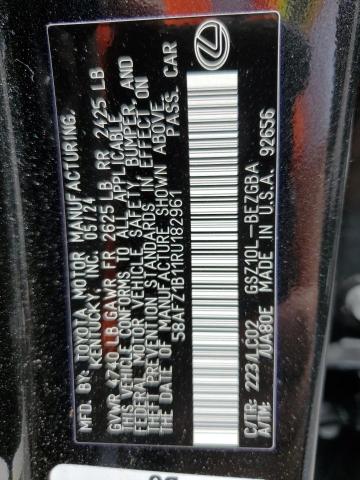 MFD. BY: TOYOTA MOTOR MANUFACTURING,
KENTUCKY, INC. 05/24
GVWR 4740 LB GAWR FR 2625 LB RR 2425 LB
THIS VEHICLE CONFORMS TO ALL APPLICABLE
FEDERAL MOTOR VEHICLE SAFETY, BUMPER, AND
THEFT PREVENTION STANDARDS IN EFFECT ON
THE DATE OF MANUFACTURE SHOWN ABOVE.
58AFZ1B11RU182961 PASS. CAR
C/TR: 223/LC02 GSZ10L-BEZGBA
A/TM: /UA80E MADE IN U.S.A. 92656